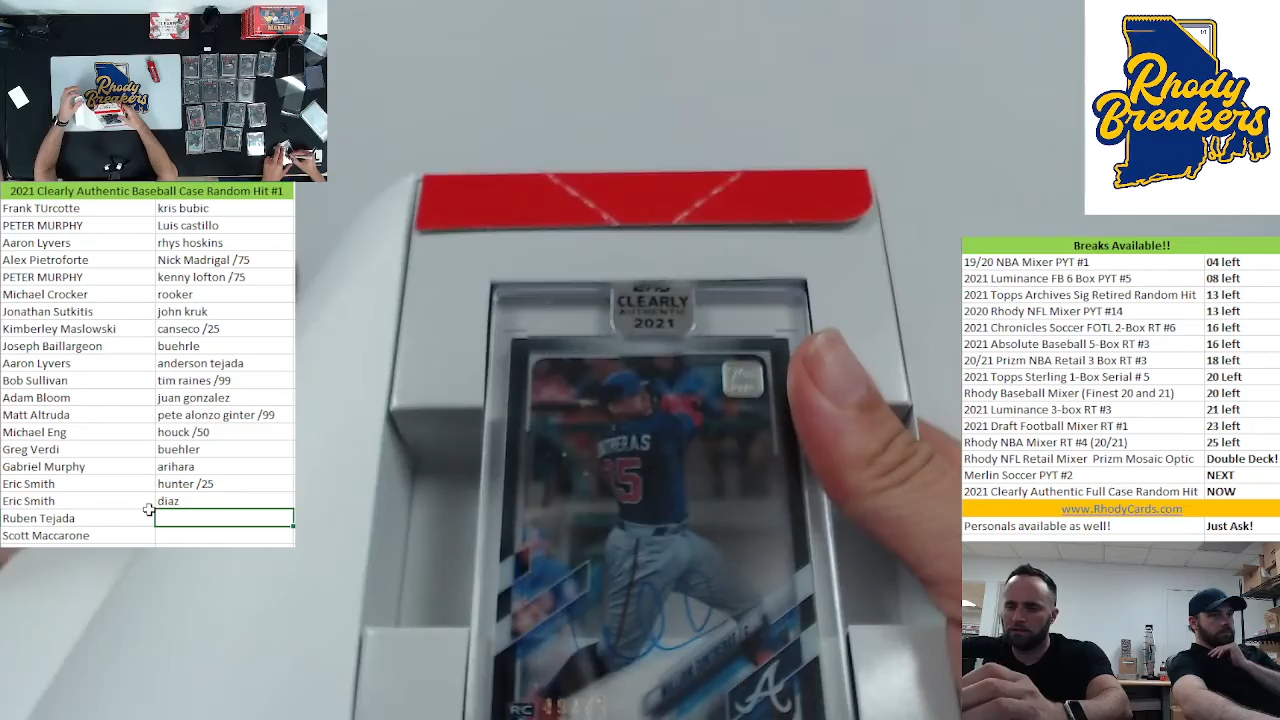 2021 Clearly Authentic Baseball Case Random Hit #1
Frank TUrcotte kris bubic
PETER MURPHY Luis castillo
Aaron Lyvers rhys hoskins
Alex Pietroforte Nick Madrigal /75
PETER MURPHY kenny lofton /75
Michael Crocker rooker
Jonathan Sutkitis john kruk
Kimberley Maslowski canseco /25
Joseph Baillargeon buehrle
Aaron Lyvers anderson tejada
Bob Sullivan tim raines /99
Adam Bloom juan gonzalez
Matt Altruda pete alonzo ginter /99
Michael Eng houck /50
Greg Verdi buehler
Gabriel Murphy arihara
Eric Smith hunter /25
Eric Smith diaz
Ruben Tejada
Scott Maccarone
MERLIN
Rhody
Breakers
CLEARLY
AUTHENTIC
2021
25
A
RC
Rhody
Breakers
Breaks Available!!
19/20 NBA Mixer PYT #1 04 left
2021 Luminance FB 6 Box PYT #5 08 left
2021 Topps Archives Sig Retired Random Hit 13 left
2020 Rhody NFL Mixer PYT #14 13 left
2021 Chronicles Soccer FOTL 2-Box RT #6 16 left
2021 Absolute Baseball 5-Box RT #3 16 left
20/21 Prizm NBA Retail 3 Box RT #3 18 left
2021 Topps Sterling 1-Box Serial # 5 20 Left
Rhody Baseball Mixer (Finest 20 and 21) 20 left
2021 Luminance 3-box RT #3 21 left
2021 Draft Football Mixer RT #1 23 left
Rhody NBA Mixer RT #4 (20/21) 25 left
Rhody NFL Retail Mixer Prizm Mosaic Optic Double Deck!
Merlin Soccer PYT #2 NEXT
2021 Clearly Authentic Full Case Random Hit NOW
www.RhodyCards.com
Personals available as well! Just Ask!